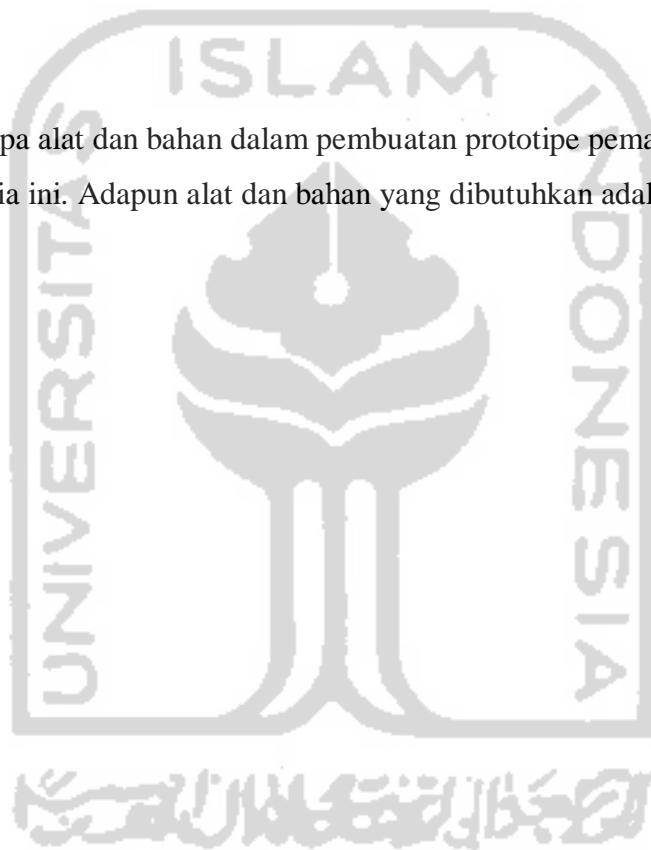 ISLAM
UNIVERSITAS
INDONESIA
pa alat dan bahan dalam pembuatan prototipe pema
ia ini. Adapun alat dan bahan yang dibutuhkan adal